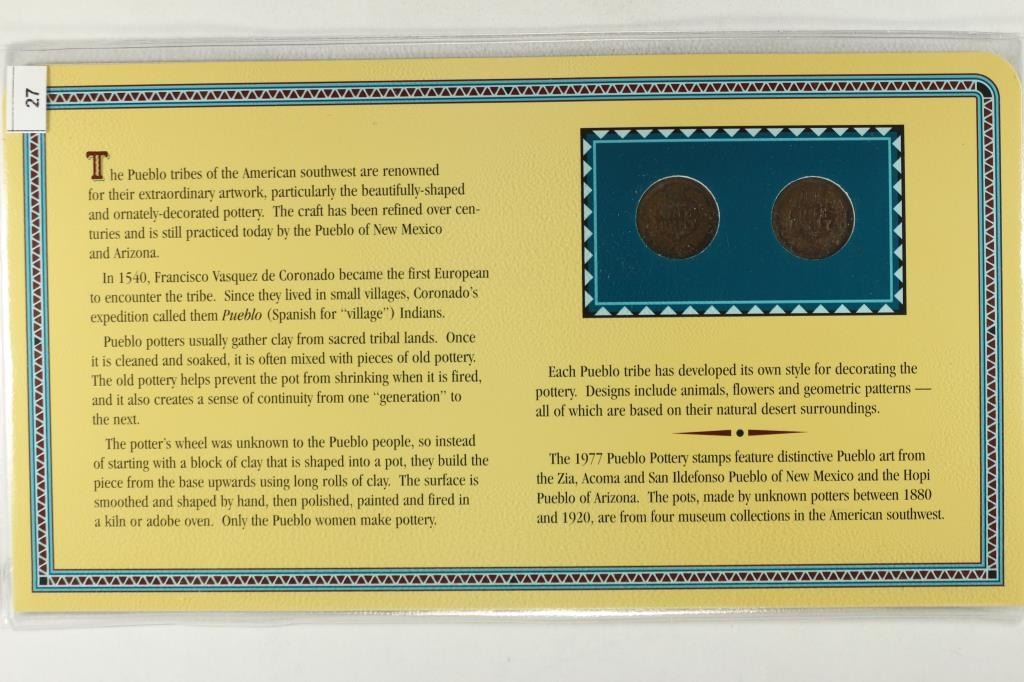 27
The Pueblo tribes of the American southwest are renowned
for their extraordinary artwork, particularly the beautifully-shaped
and ornately-decorated pottery. The craft has been refined over cen-
turies and is still practiced today by the Pueblo of New Mexico
and Arizona.
In 1540, Francisco Vasquez de Coronado became the first European
to encounter the tribe. Since they lived in small villages, Coronado's
expedition called them Pueblo (Spanish for "village") Indians.
Pueblo potters usually gather clay from sacred tribal lands. Once
it is cleaned and soaked, it is often mixed with pieces of old pottery.
The old pottery helps prevent the pot from shrinking when it is fired,
and it also creates a sense of continuity from one "generation" to
the next.
The potter's wheel was unknown to the Pueblo people, so instead
of starting with a block of clay that is shaped into a pot, they build the
piece from the base upwards using long rolls of clay. The surface is
smoothed and shaped by hand, then polished, painted and fired in
a kiln or adobe oven. Only the Pueblo women make pottery.
Each Pueblo tribe has developed its own style for decorating the
pottery. Designs include animals, flowers and geometric patterns —
all of which are based on their natural desert surroundings.
The 1977 Pueblo Pottery stamps feature distinctive Pueblo art from
the Zia, Acoma and San Ildefonso Pueblo of New Mexico and the Hopi
Pueblo of Arizona. The pots, made by unknown potters between 1880
and 1920, are from four museum collections in the American southwest.